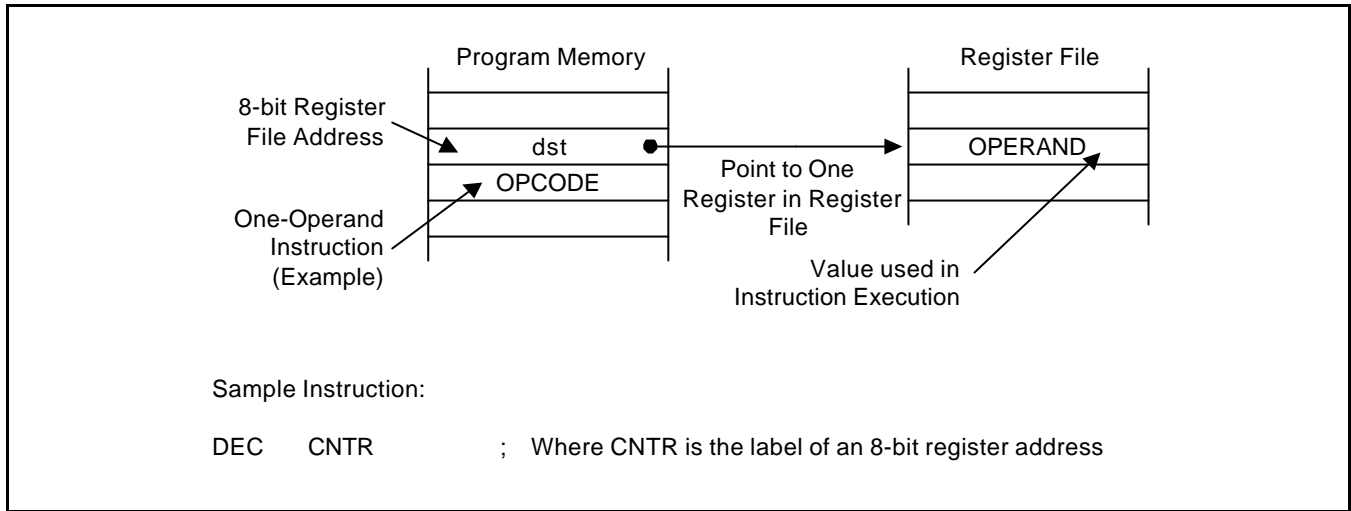 Program Memory
Register File
8-bit Register
File Address
dst
OPERAND
OPCODE
Point to One
Register in Register
File
One-Operand
Instruction
(Example)
Value used in
Instruction Execution
Sample Instruction:
DEC CNTR ; Where CNTR is the label of an 8-bit register address